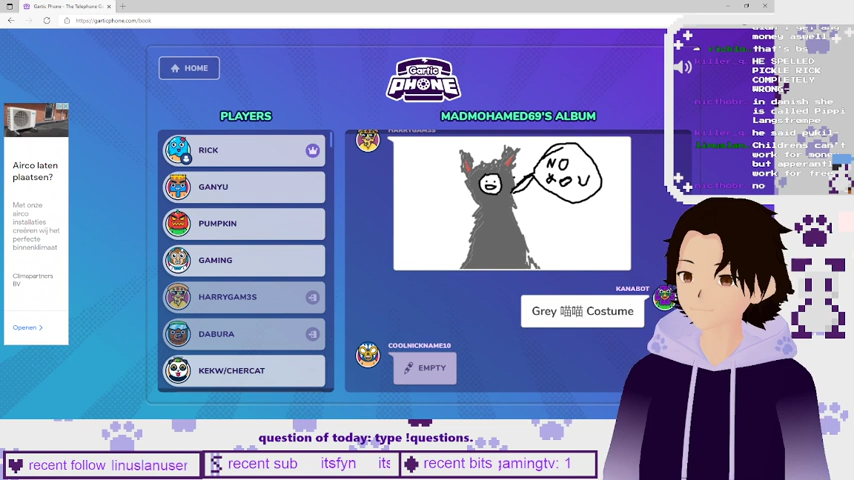 Gartic Phone - The Telephone G
https://garticphone.com/book
HOME
Gartic
PHONE
PLAYERS
MADMOHAMED69'S ALBUM
RICK
GANYU
PUMPKIN
GAMING
HARRYGAM3S
DABURA
KEKW/CHERCAT
HARRYGAM3S
NO
YOU
KANABOT
Grey 喵喵 Costume
COOLNICKNAME10
EMPTY
Airco laten
plaatsen?
Met onze
airco
installaties
creëren wij het
perfecte
binnenklimaat
Climspartners
BV
Openen >
money aswell
that's bs
HE SPELLED
PICKLE RICK
COMPLETELY
WRONG
in danish she
is called Pippi
Langstrømpe
he said pukil-
Childrens can't
work for money
but apperantly
work for free
no
question of today: type !questions.
recent follow linuslanuser
recent sub itsfyn its
recent bits gamingtv: 1